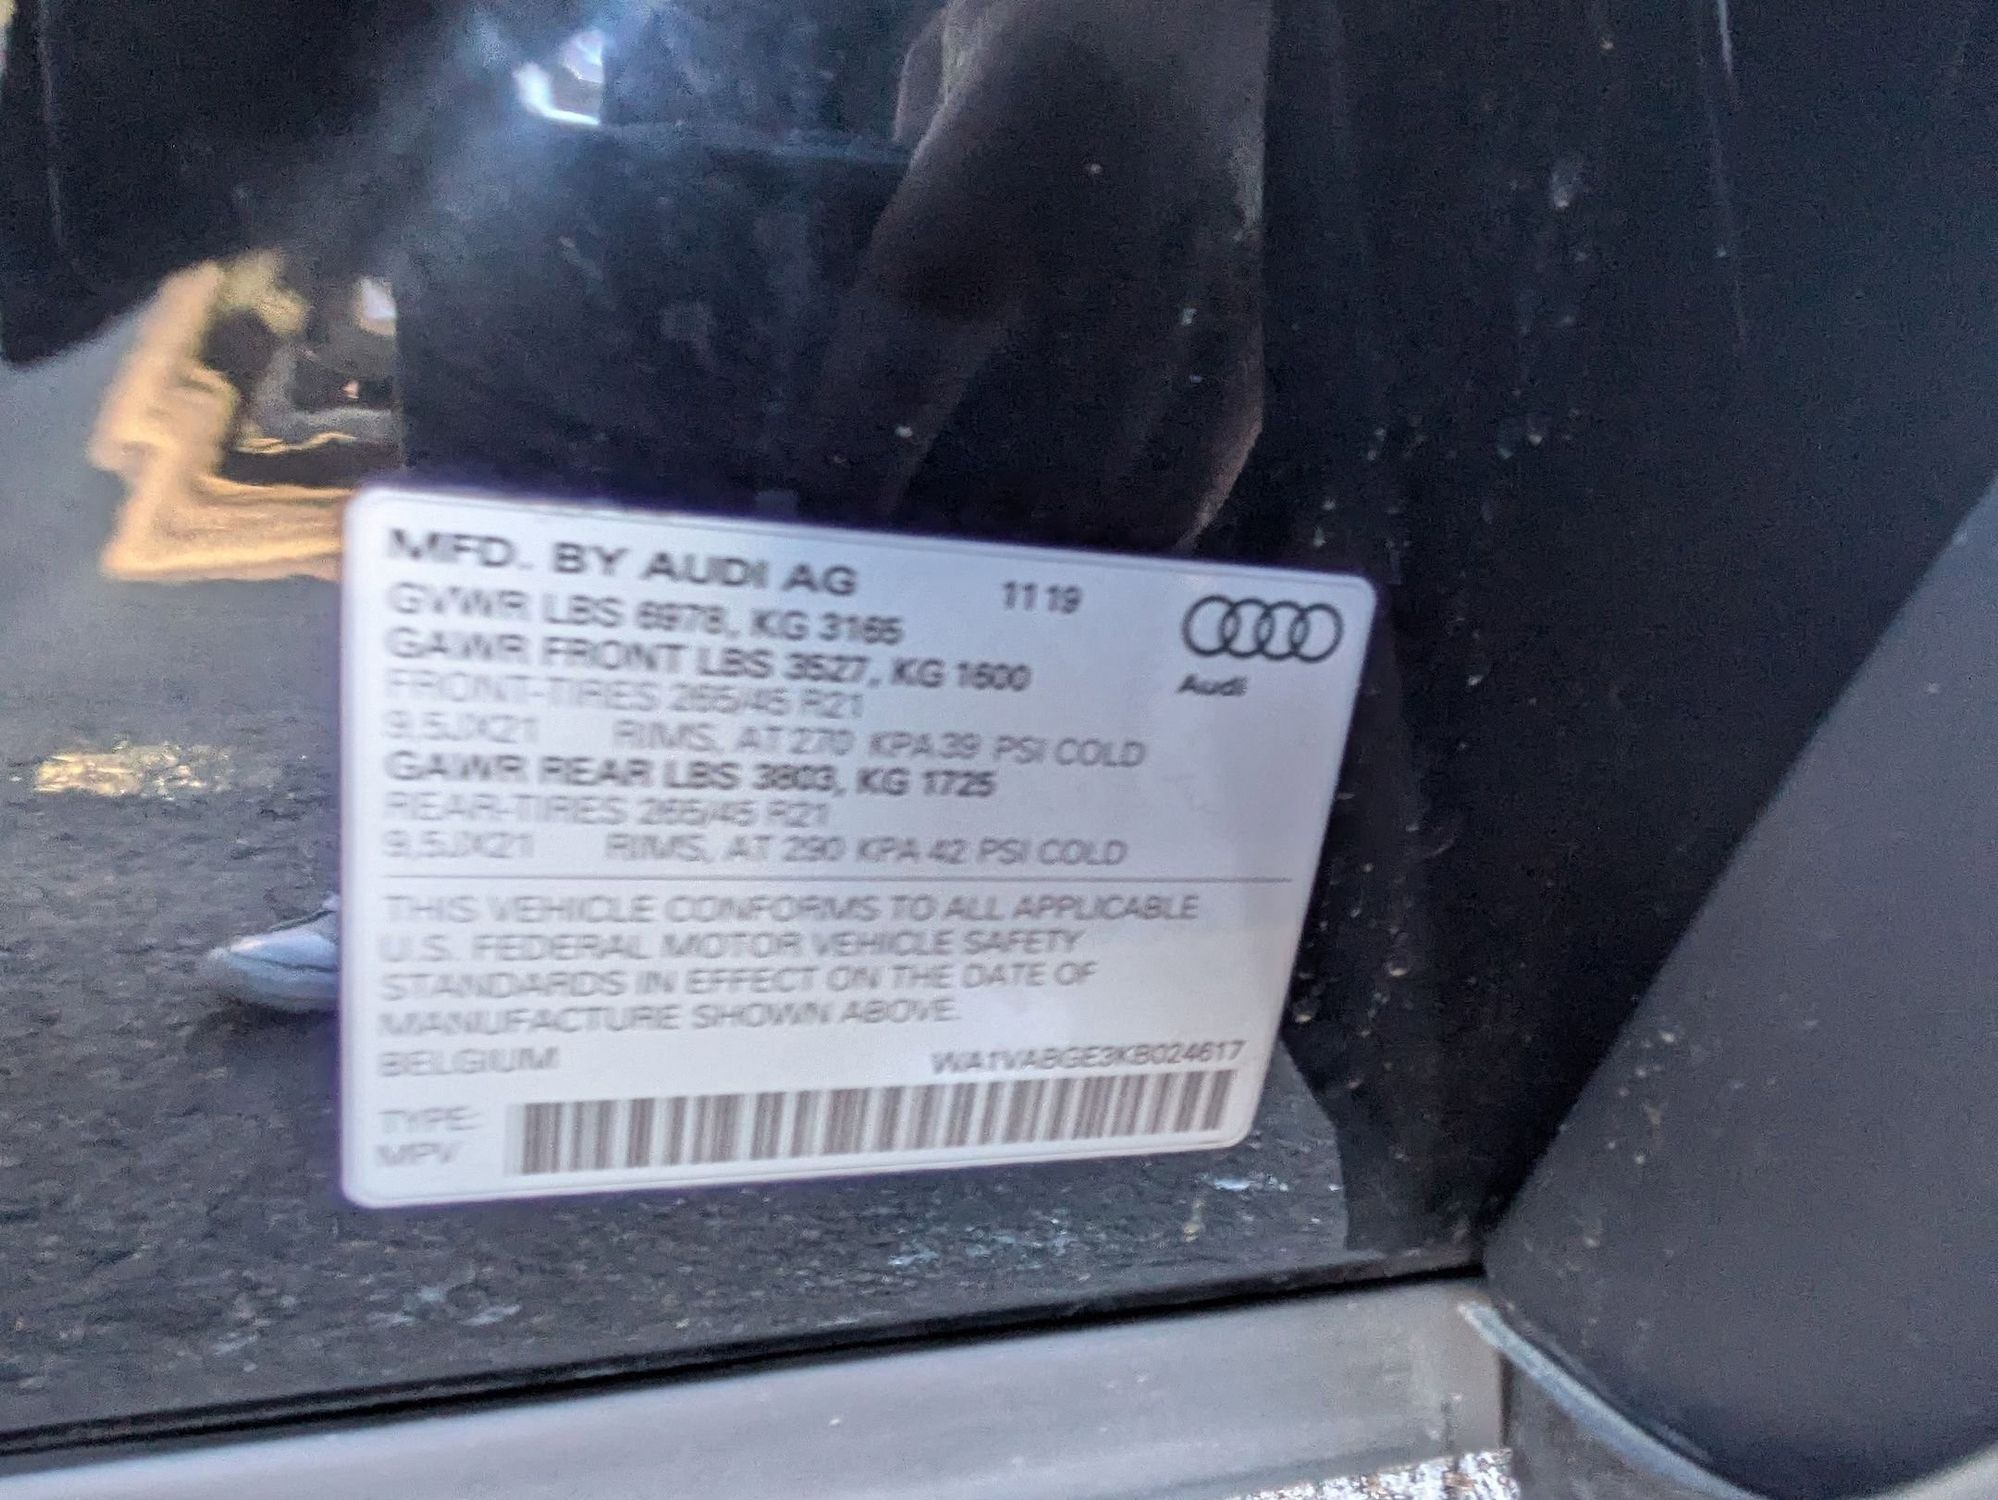 MFD. BY AUDI AG 11 19
GVWR LBS 6978, KG 3165
GAWR FRONT LBS 3527, KG 1600
FRONT-TIRES 265/45 R21
9,5JX21 RIMS, AT 270 KPA 39 PSI COLD
GAWR REAR LBS 3803, KG 1725
REAR-TIRES 265/45 R21
9,5JX21 RIMS, AT 290 KPA 42 PSI COLD
Audi
THIS VEHICLE CONFORMS TO ALL APPLICABLE
U.S. FEDERAL MOTOR VEHICLE SAFETY
STANDARDS IN EFFECT ON THE DATE OF
MANUFACTURE SHOWN ABOVE.
BELGIUM WA1VABGE3KB024617
TYPE:
MPV